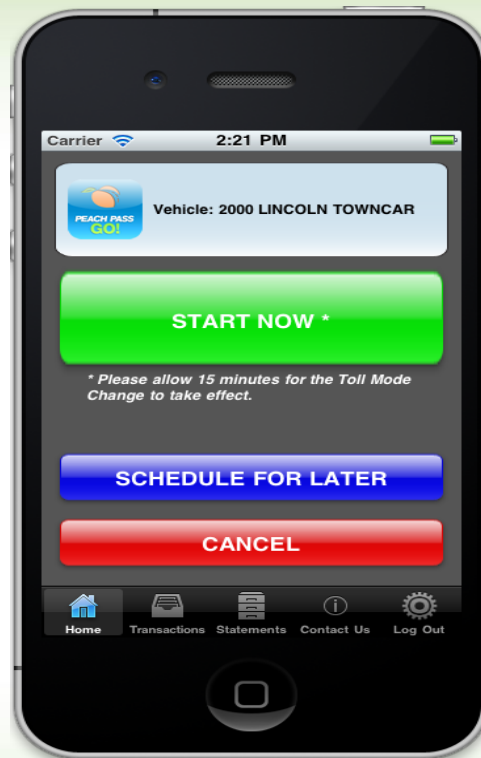 Carrier 2:21 PM
PEACH PASS
GO!
Vehicle: 2000 LINCOLN TOWNCAR
START NOW *
* Please allow 15 minutes for the Toll Mode
Change to take effect.
SCHEDULE FOR LATER
CANCEL
Home Transactions Statements Contact Us Log Out